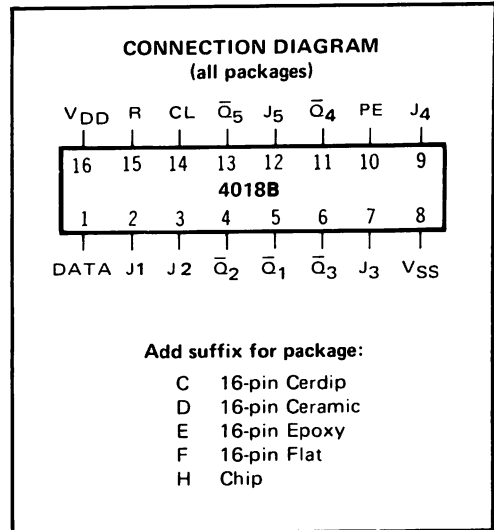 CONNECTION DIAGRAM
(all packages)
VDD R CL Q̅5 J5 Q̅4 PE J4
16 15 14 13 12 11 10 9
4018B
1 2 3 4 5 6 7 8
DATA J1 J2 Q̅2 Q̅1 Q̅3 J3 VSS
Add suffix for package:
C 16-pin Cerdip
D 16-pin Ceramic
E 16-pin Epoxy
F 16-pin Flat
H Chip